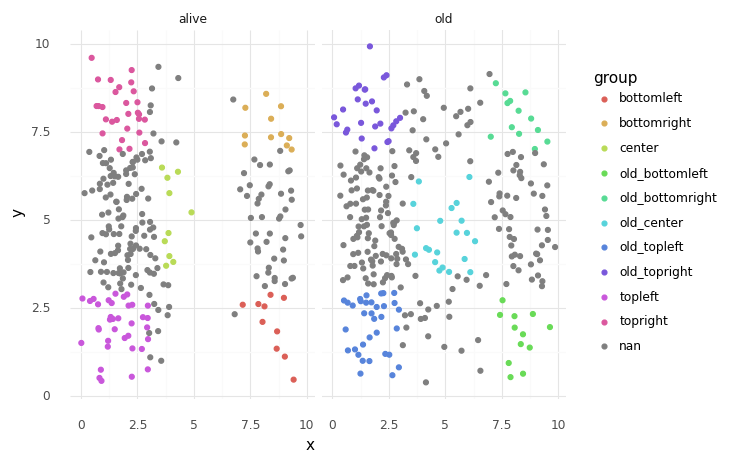 alive
old
10
7.5
5
2.5
0
y
0
2.5
5
7.5
10
0
2.5
5
7.5
10
x
group
bottomleft
bottomright
center
old_bottomleft
old_bottomright
old_center
old_topleft
old_topright
topleft
topright
nan